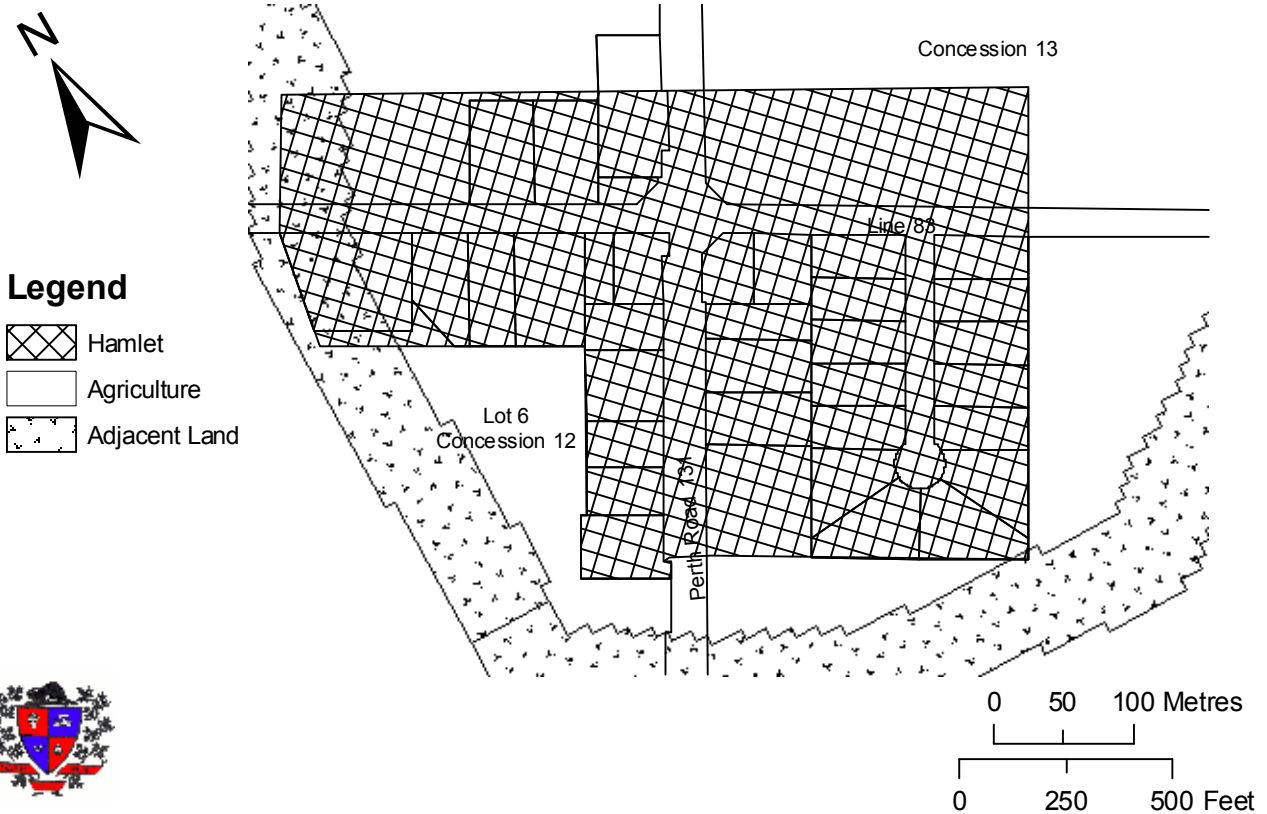 N
Concession 13
Line 83
Legend
Hamlet
Agriculture
Adjacent Land
Lot 6
Concession 12
Perth Road 131
0 50 100 Metres
0 250 500 Feet